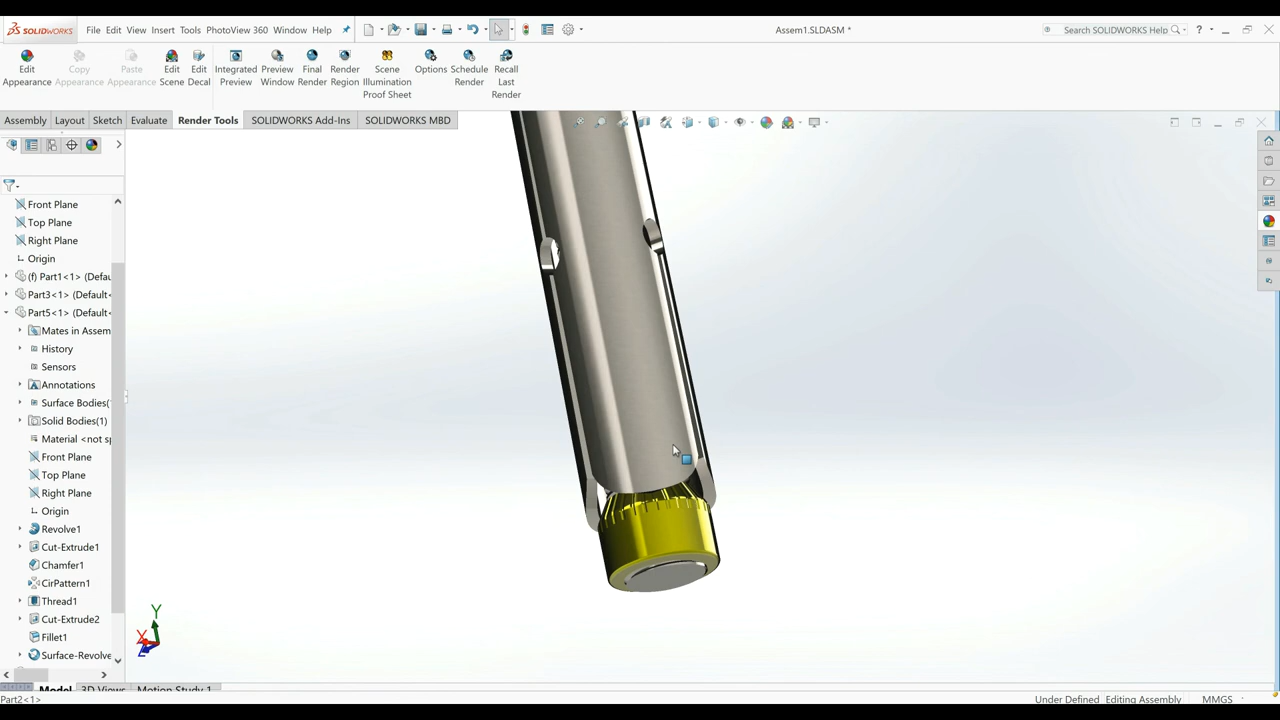 SOLIDWORKS File Edit View Insert Tools PhotoView 360 Window Help Assem1.SLDASM * Search SOLIDWORKS Help
Edit Appearance Copy Appearance Paste Appearance Edit Scene Edit Decal Integrated Preview Preview Window Final Render Render Region Scene Illumination Proof Sheet Options Schedule Render Recall Last Render
Assembly Layout Sketch Evaluate Render Tools SOLIDWORKS Add-Ins SOLIDWORKS MBD
Front Plane
Top Plane
Right Plane
Origin
(f) Part1<1> (Defau
Part3<1> (Default<
Part5<1> (Default<
Mates in Assem
History
Sensors
Annotations
Surface Bodies(
Solid Bodies(1)
Material <not sp
Front Plane
Top Plane
Right Plane
Origin
Revolve1
Cut-Extrude1
Chamfer1
CirPattern1
Thread1
Cut-Extrude2
Fillet1
Surface-Revolve
Y
X
Z
Model 3D Views Motion Study 1
Part2<1> Under Defined Editing Assembly MMGS